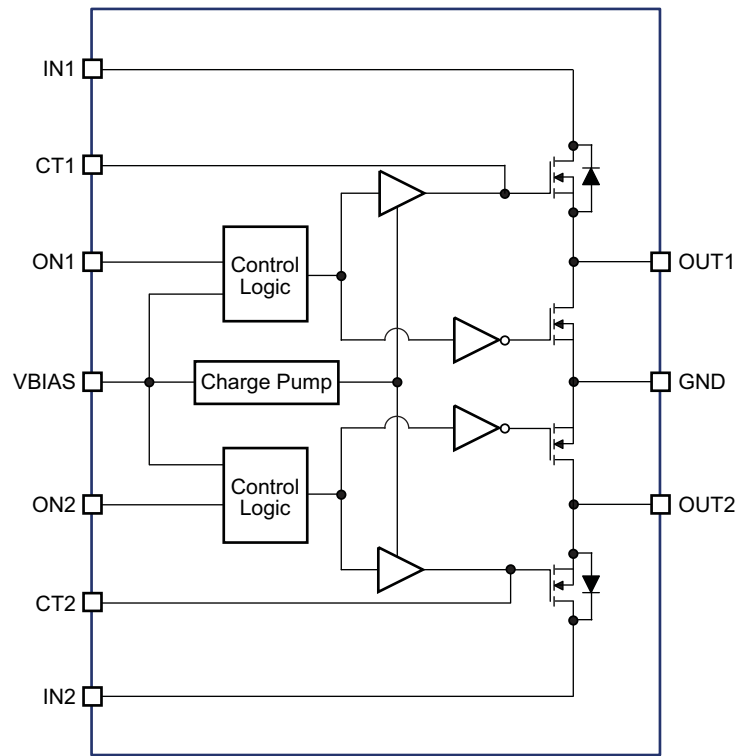 IN1
CT1
ON1
Control
Logic
OUT1
VBIAS
Charge Pump
GND
Control
Logic
ON2
OUT2
CT2
IN2